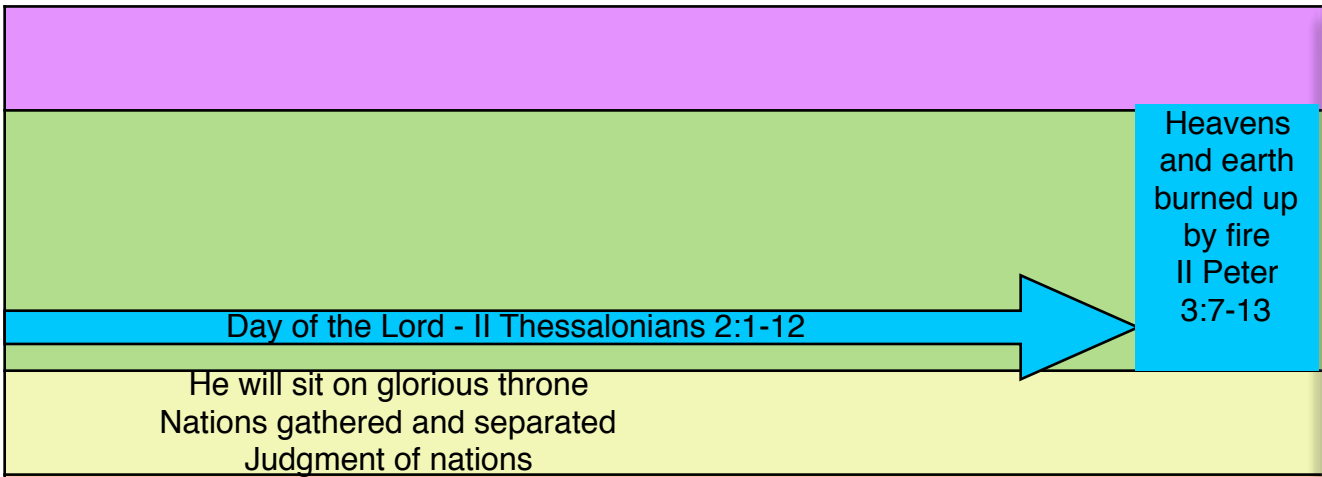 Heavens
and earth
burned up
by fire
II Peter
3:7-13
Day of the Lord - II Thessalonians 2:1-12
He will sit on glorious throne
Nations gathered and separated
Judgment of nations